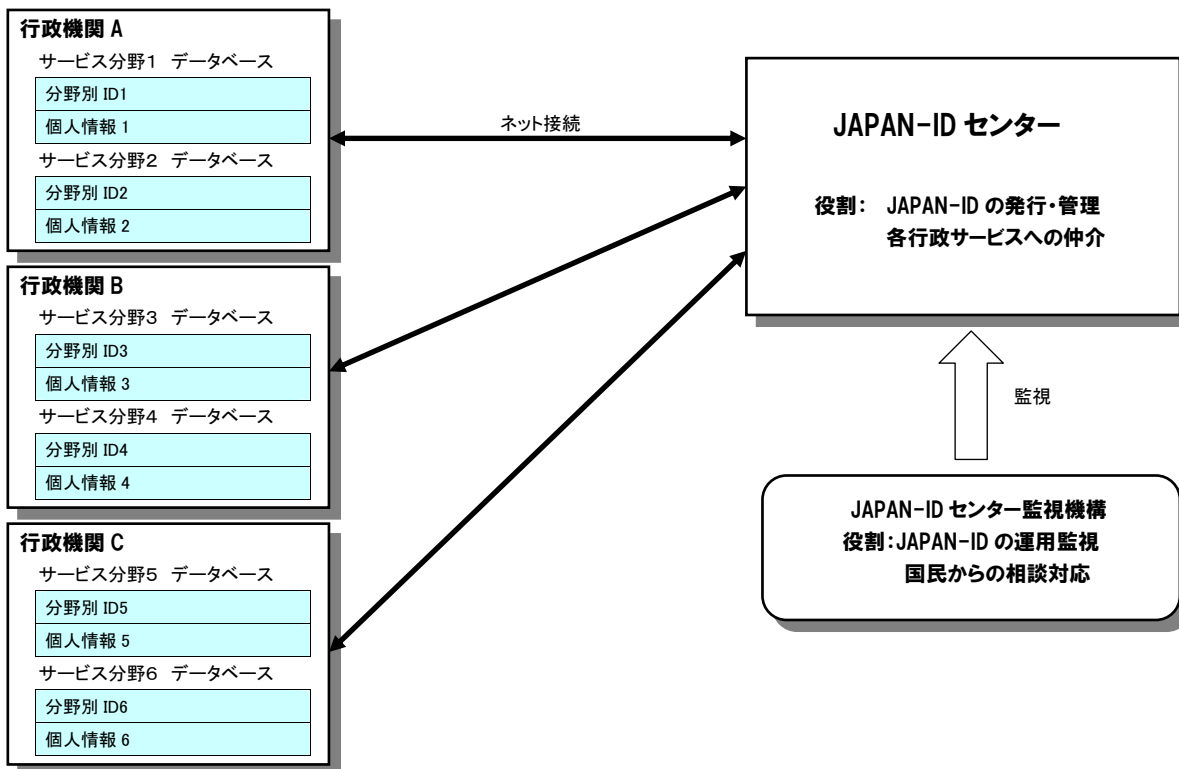 行政機関 A
サービス分野1 データベース
分野別 ID1
個人情報 1
サービス分野2 データベース
分野別 ID2
個人情報 2
行政機関 B
サービス分野3 データベース
分野別 ID3
個人情報 3
サービス分野4 データベース
分野別 ID4
個人情報 4
行政機関 C
サービス分野5 データベース
分野別 ID5
個人情報 5
サービス分野6 データベース
分野別 ID6
個人情報 6
ネット接続
JAPAN-ID センター
役割: JAPAN-ID の発行・管理
各行政サービスへの仲介
監視
JAPAN-ID センター監視機構
役割:JAPAN-ID の運用監視
国民からの相談対応